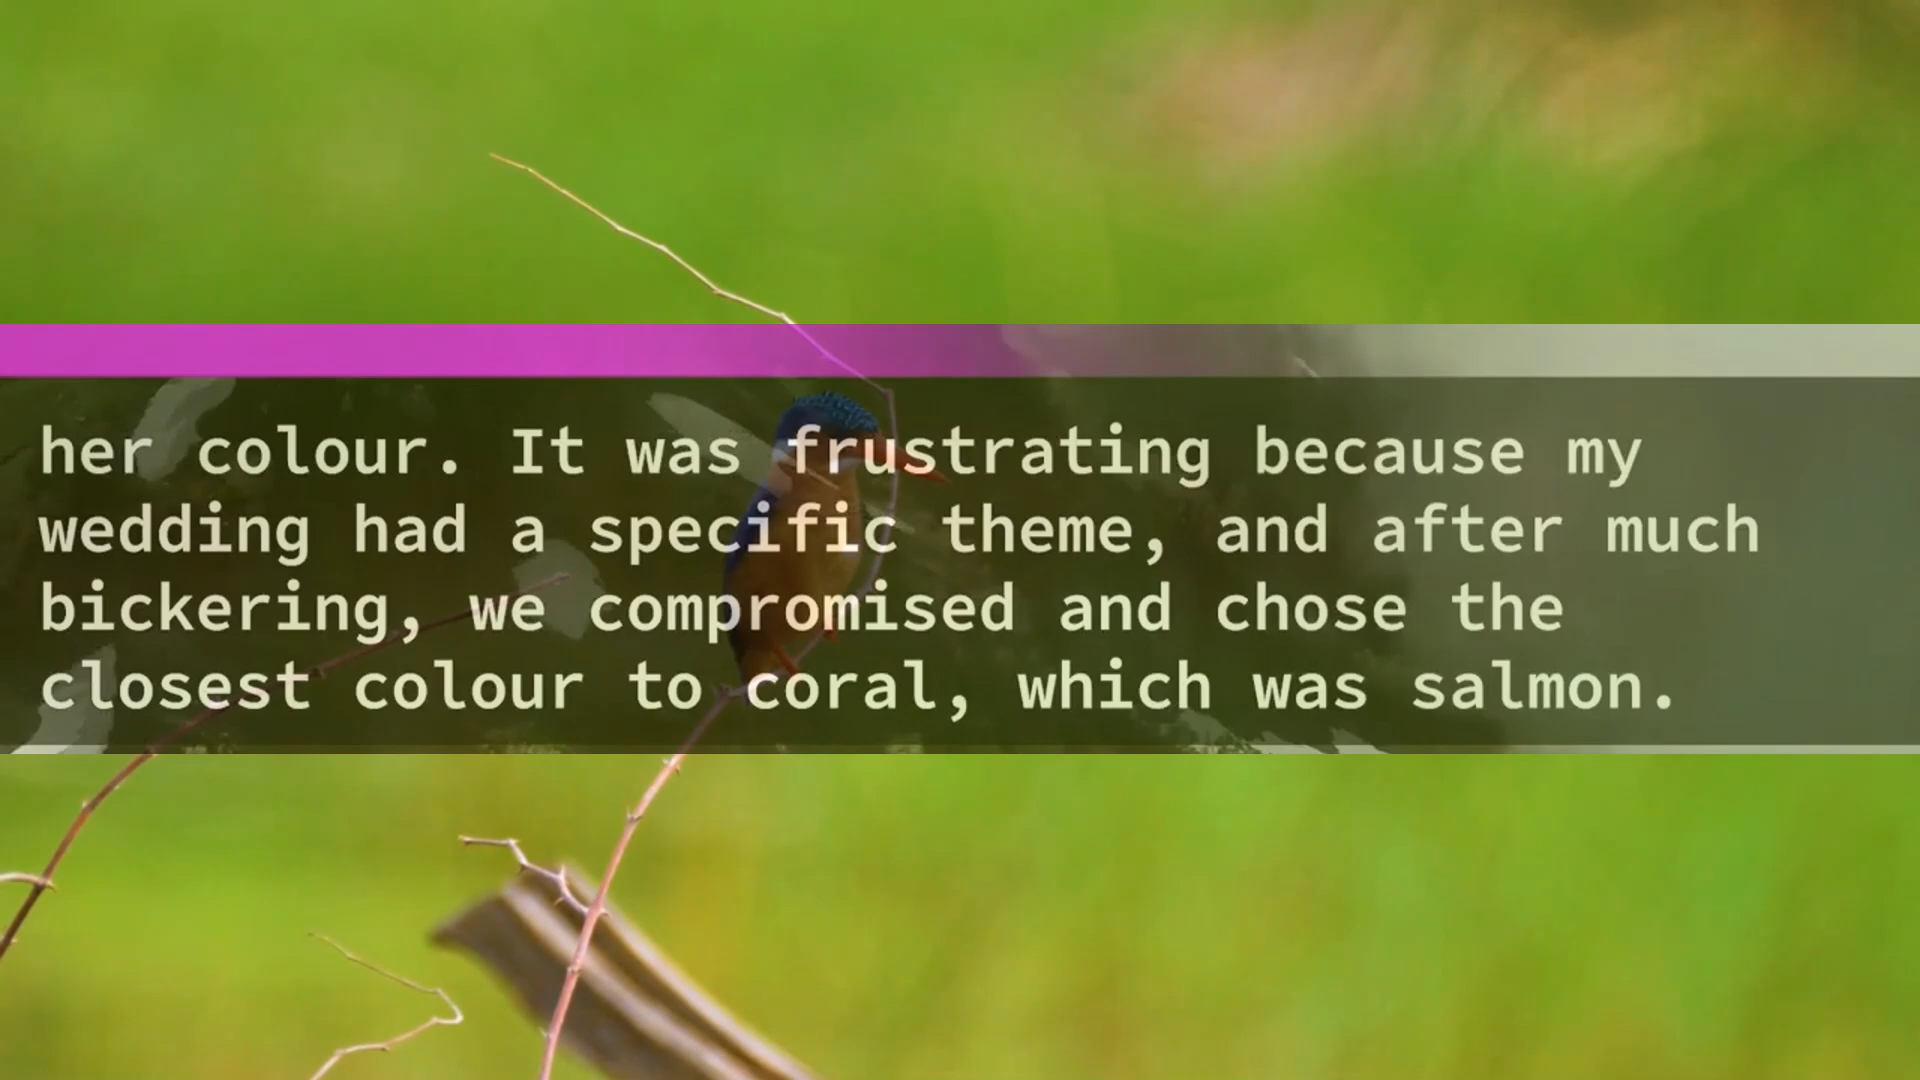 her colour. It was frustrating because my
wedding had a specific theme, and after much
bickering, we compromised and chose the
closest colour to coral, which was salmon.